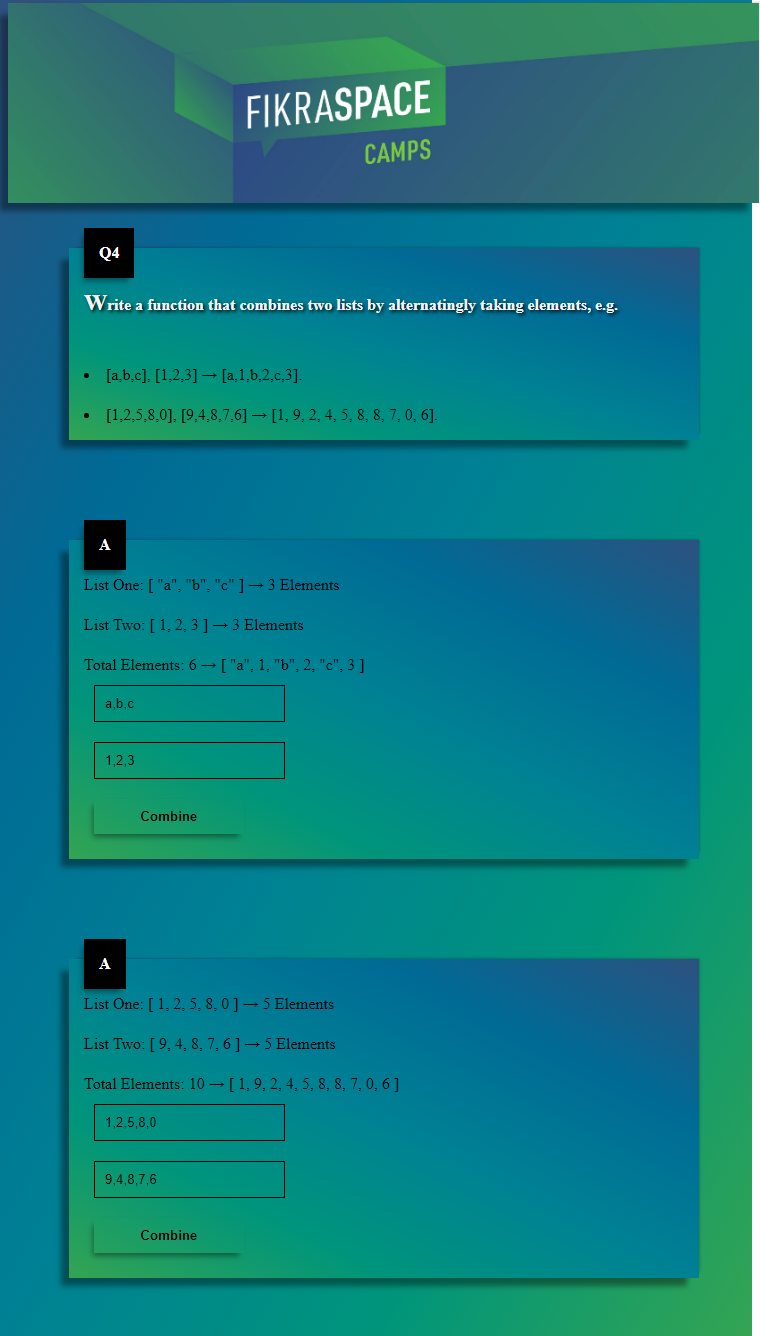 FIKRASPACE
CAMPS
Q4
Write a function that combines two lists by alternatingly taking elements, e.g.
• [a,b,c], [1,2,3] → [a,1,b,2,c,3].
• [1,2,5,8,0], [9,4,8,7,6] → [1, 9, 2, 4, 5, 8, 8, 7, 0, 6].
A
List One: [ "a", "b", "c" ] → 3 Elements
List Two: [ 1, 2, 3 ] → 3 Elements
Total Elements: 6 → [ "a", 1, "b", 2, "c", 3 ]
a,b,c
1,2,3
Combine
A
List One: [ 1, 2, 5, 8, 0 ] → 5 Elements
List Two: [ 9, 4, 8, 7, 6 ] → 5 Elements
Total Elements: 10 → [ 1, 9, 2, 4, 5, 8, 8, 7, 0, 6 ]
1,2,5,8,0
9,4,8,7,6
Combine